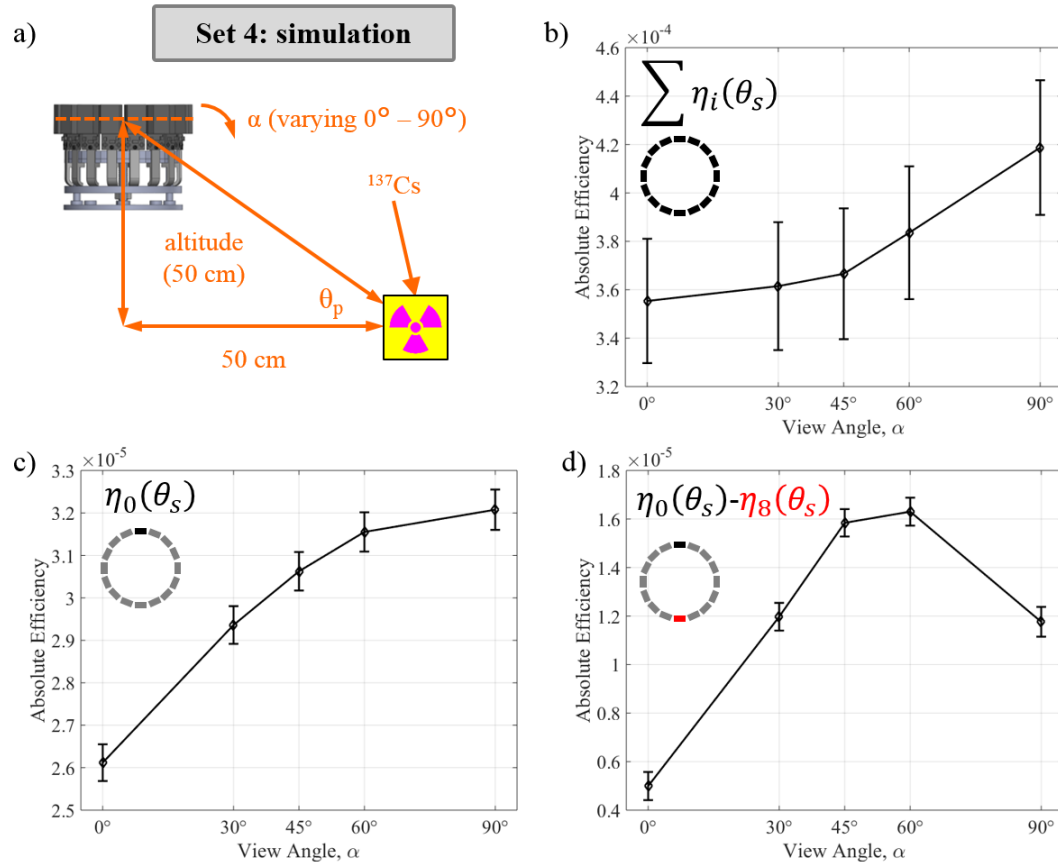 a)
Set 4: simulation
α (varying 0° – 90°)
¹³⁷Cs
altitude
(50 cm)
θₚ
50 cm
b)
×10⁻⁴
∑ ηᵢ(θₛ)
4.6
4.4
4.2
4
3.8
3.6
3.4
3.2
Absolute Efficiency
0° 30° 45° 60° 90°
View Angle, α
c)
×10⁻⁵
η₀(θₛ)
3.3
3.2
3.1
3
2.9
2.8
2.7
2.6
2.5
Absolute Efficiency
0° 30° 45° 60° 90°
View Angle, α
d)
×10⁻⁵
η₀(θₛ)-η₈(θₛ)
1.8
1.6
1.4
1.2
1
0.8
0.6
0.4
Absolute Efficiency
0° 30° 45° 60° 90°
View Angle, α